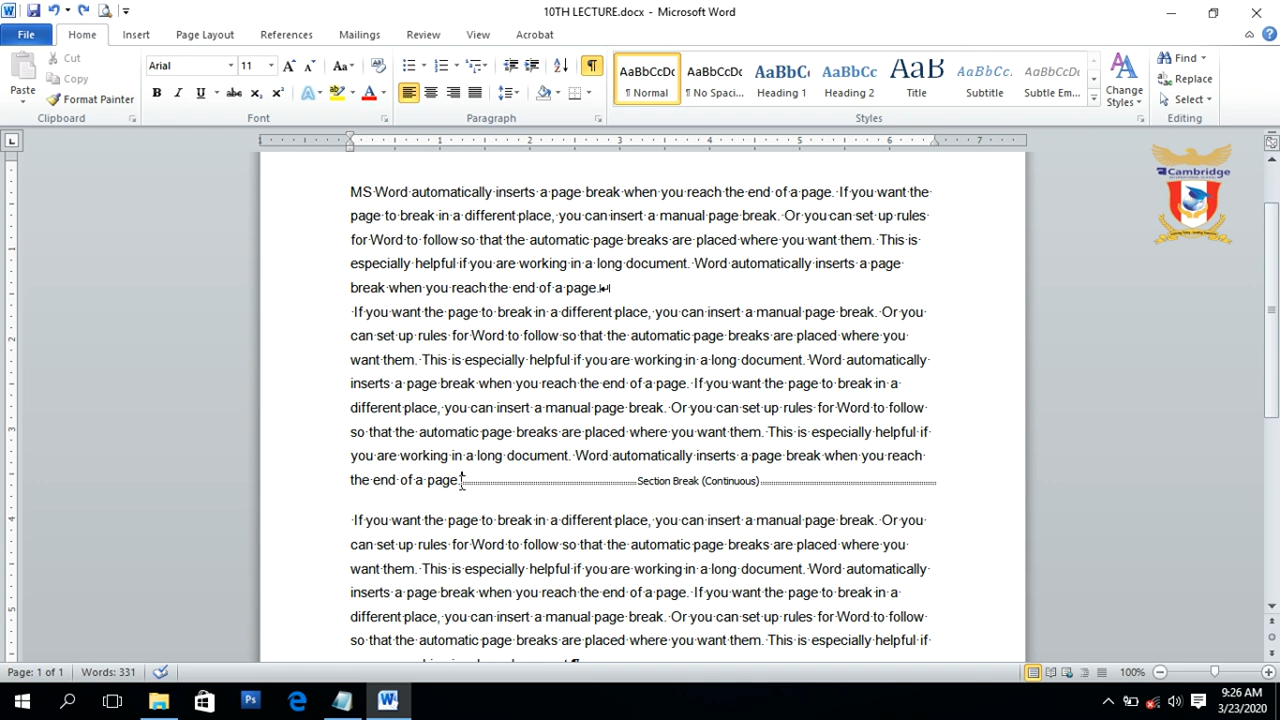 10TH LECTURE.docx - Microsoft Word
File Home Insert Page Layout References Mailings Review View Acrobat
Paste
Cut
Copy
Format Painter
Clipboard
Arial 11
Font
Paragraph
AaBbCcDc AaBbCcDc AaBbCc AaBbCc AaB AaBbCcL AaBbCcDc
¶ Normal ¶ No Spaci... Heading 1 Heading 2 Title Subtitle Subtle Em...
Change
Styles
Styles
Find
Replace
Select
Editing
1 2 3 4 5 6 7
Cambridge
MS Word automatically inserts a page break when you reach the end of a page. If you want the
page to break in a different place, you can insert a manual page break. Or you can set up rules
for Word to follow so that the automatic page breaks are placed where you want them. This is
especially helpful if you are working in a long document. Word automatically inserts a page
break when you reach the end of a page.
If you want the page to break in a different place, you can insert a manual page break. Or you
can set up rules for Word to follow so that the automatic page breaks are placed where you
want them. This is especially helpful if you are working in a long document. Word automatically
inserts a page break when you reach the end of a page. If you want the page to break in a
different place, you can insert a manual page break. Or you can set up rules for Word to follow
so that the automatic page breaks are placed where you want them. This is especially helpful if
you are working in a long document. Word automatically inserts a page break when you reach
the end of a page. Section Break (Continuous)
If you want the page to break in a different place, you can insert a manual page break. Or you
can set up rules for Word to follow so that the automatic page breaks are placed where you
want them. This is especially helpful if you are working in a long document. Word automatically
inserts a page break when you reach the end of a page. If you want the page to break in a
different place, you can insert a manual page break. Or you can set up rules for Word to follow
so that the automatic page breaks are placed where you want them. This is especially helpful if
Page: 1 of 1 Words: 331 100%
9:26 AM
3/23/2020